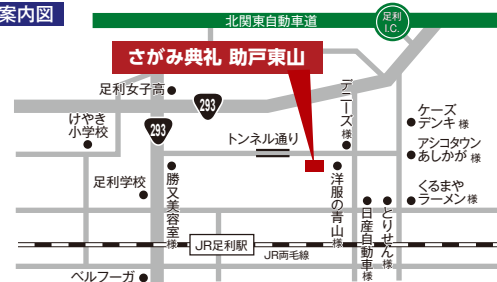 案内図
北関東自動車道
足利
I.C.
さがみ典礼 助戸東山
足利女子高
293
デニーズ様
ケーズ
デンキ 様
けやき
小学校
293
トンネル通り
アシコタウン
あしかが 様
足利学校
勝又美容室様
洋服の青山様
くるまや
ラーメン 様
日産自動車様
とりせん様
JR足利駅
JR両毛線
ベルフーガ